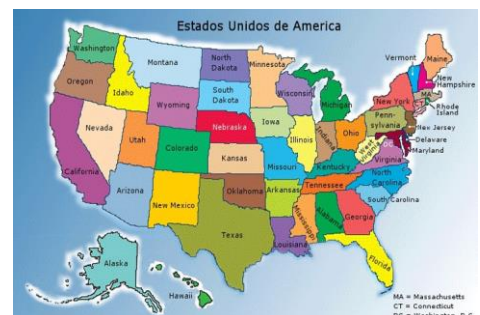 Estados Unidos de America
Washington
Montana
North
Dakota
Minnesota
Vermont
Maine
Oregon
Idaho
South
Dakota
Wisconsin
Michigan
New
Hampshire
New York
MA
CT
Rhode
Island
Wyoming
Iowa
Penn-
sylvania
Nevada
Nebraska
Illinois
Indiana
Ohio
Delaware
Maryland
Utah
Colorado
Kansas
Missouri
West
Virginia
DC
Virginia
Kentucky
California
North
Carolina
Tennessee
Arizona
New Mexico
Oklahoma
Arkansas
South Carolina
Texas
Mississippi
Alabama
Georgia
Louisiana
Florida
Alaska
Hawaii
MA = Massachusetts
CT = Connecticut